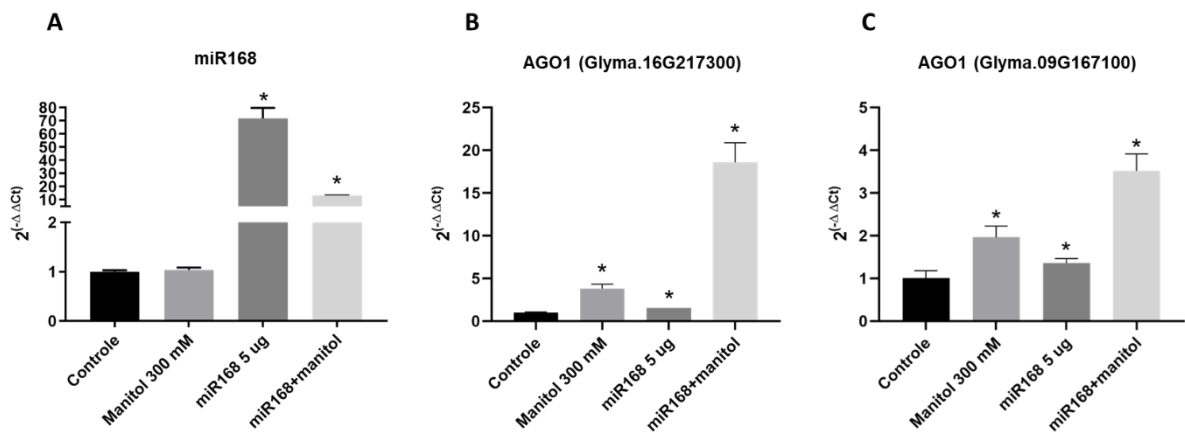 A
miR168
2^(-Δ ΔCt)
80
70
60
50
40
30
20
10
2
1
0
*
*
Controle
Manitol 300 mM
miR168 5 ug
miR168+manitol
B
AGO1 (Glyma.16G217300)
2^(-Δ ΔCt)
25
20
15
10
5
0
*
*
*
Controle
Manitol 300 mM
miR168 5 ug
miR168+manitol
C
AGO1 (Glyma.09G167100)
2^(-Δ ΔCt)
5
4
3
2
1
0
*
*
*
Controle
Manitol 300 mM
miR168 5 ug
miR168+manitol